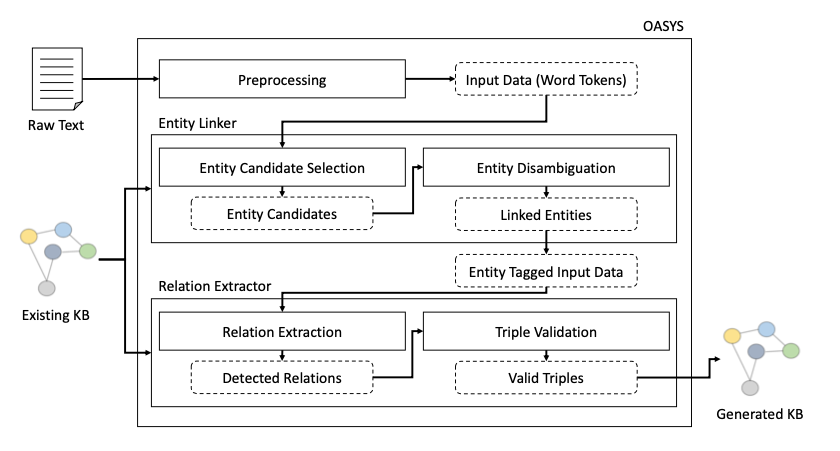 OASYS
Preprocessing
Input Data (Word Tokens)
Raw Text
Entity Linker
Entity Candidate Selection
Entity Disambiguation
Entity Candidates
Linked Entities
Entity Tagged Input Data
Existing KB
Relation Extractor
Relation Extraction
Triple Validation
Detected Relations
Valid Triples
Generated KB